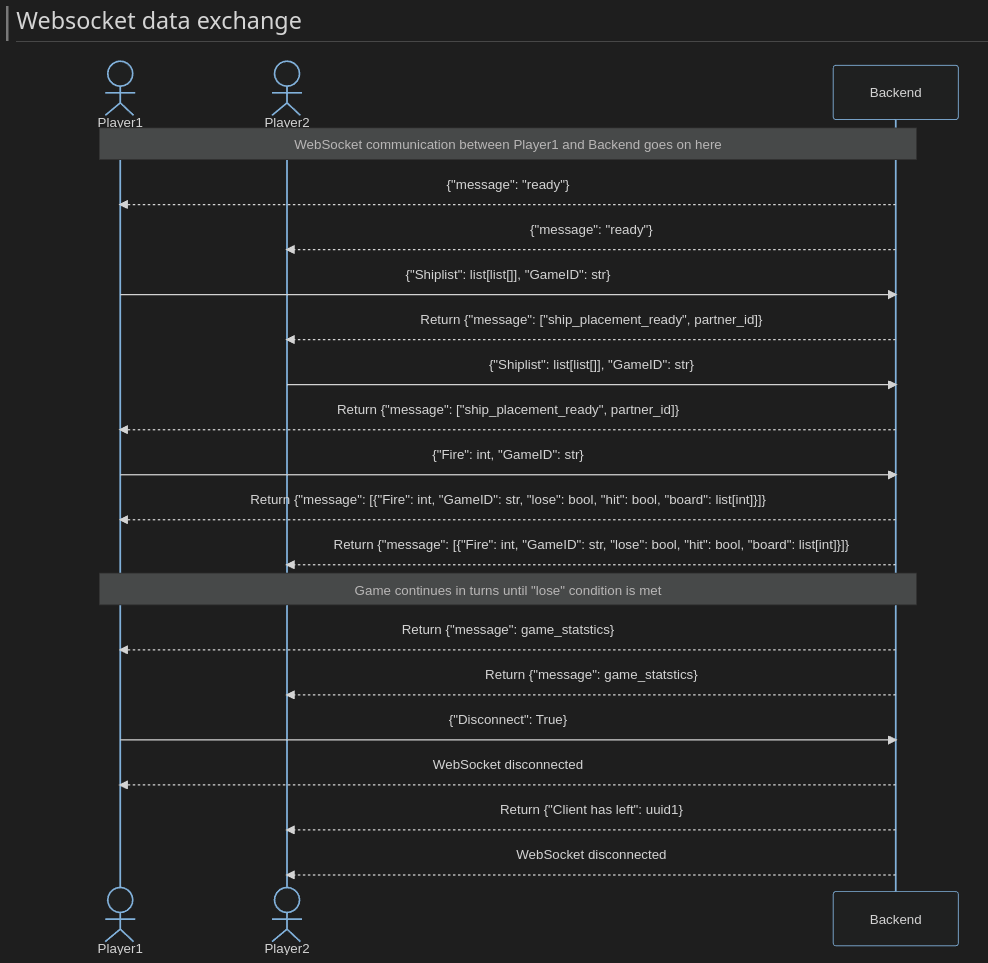 Websocket data exchange
Player1
Player2
Backend
WebSocket communication between Player1 and Backend goes on here
{"message": "ready"}
{"message": "ready"}
{"Shiplist": list[list[]], "GameID": str}
Return {"message": ["ship_placement_ready", partner_id]}
{"Shiplist": list[list[]], "GameID": str}
Return {"message": ["ship_placement_ready", partner_id]}
{"Fire": int, "GameID": str}
Return {"message": [{"Fire": int, "GameID": str, "lose": bool, "hit": bool, "board": list[int]}]}
Return {"message": [{"Fire": int, "GameID": str, "lose": bool, "hit": bool, "board": list[int]}]}
Game continues in turns until "lose" condition is met
Return {"message": game_statstics}
Return {"message": game_statstics}
{"Disconnect": True}
WebSocket disconnected
Return {"Client has left": uuid1}
WebSocket disconnected
Player1
Player2
Backend